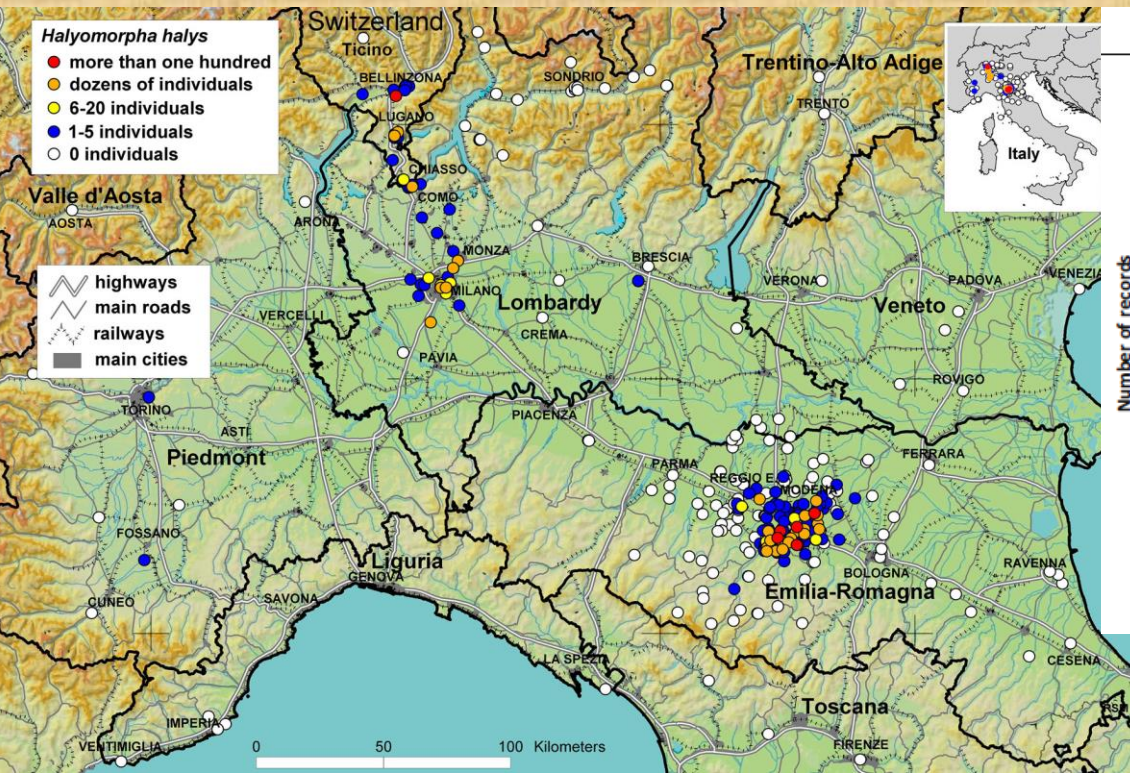 Halyomorpha halys
more than one hundred
dozens of individuals
6-20 individuals
1-5 individuals
0 individuals
highways
main roads
railways
main cities
Switzerland
Ticino
BELLINZONA
SONDRIO
Trentino-Alto Adige
TRENTO
LUGANO
CHIASSO
COMO
Valle d'Aosta
AOSTA
ARONA
MONZA
BRESCIA
VERONA
PADOVA
VENEZIA
MILANO
Lombardy
Veneto
VERCELLI
CREMA
PAVIA
ROVIGO
TORINO
PIACENZA
ASTI
Piedmont
FERRARA
PARMA
REGGIO E.
MODENA
FOSSANO
Liguria
GENOVA
BOLOGNA
RAVENNA
Emilia-Romagna
CUNEO
SAVONA
CESENA
LA SPEZIA
Toscana
RSM
IMPERIA
VENTIMIGLIA
FIRENZE
0 50 100 Kilometers
Italy
Number of records